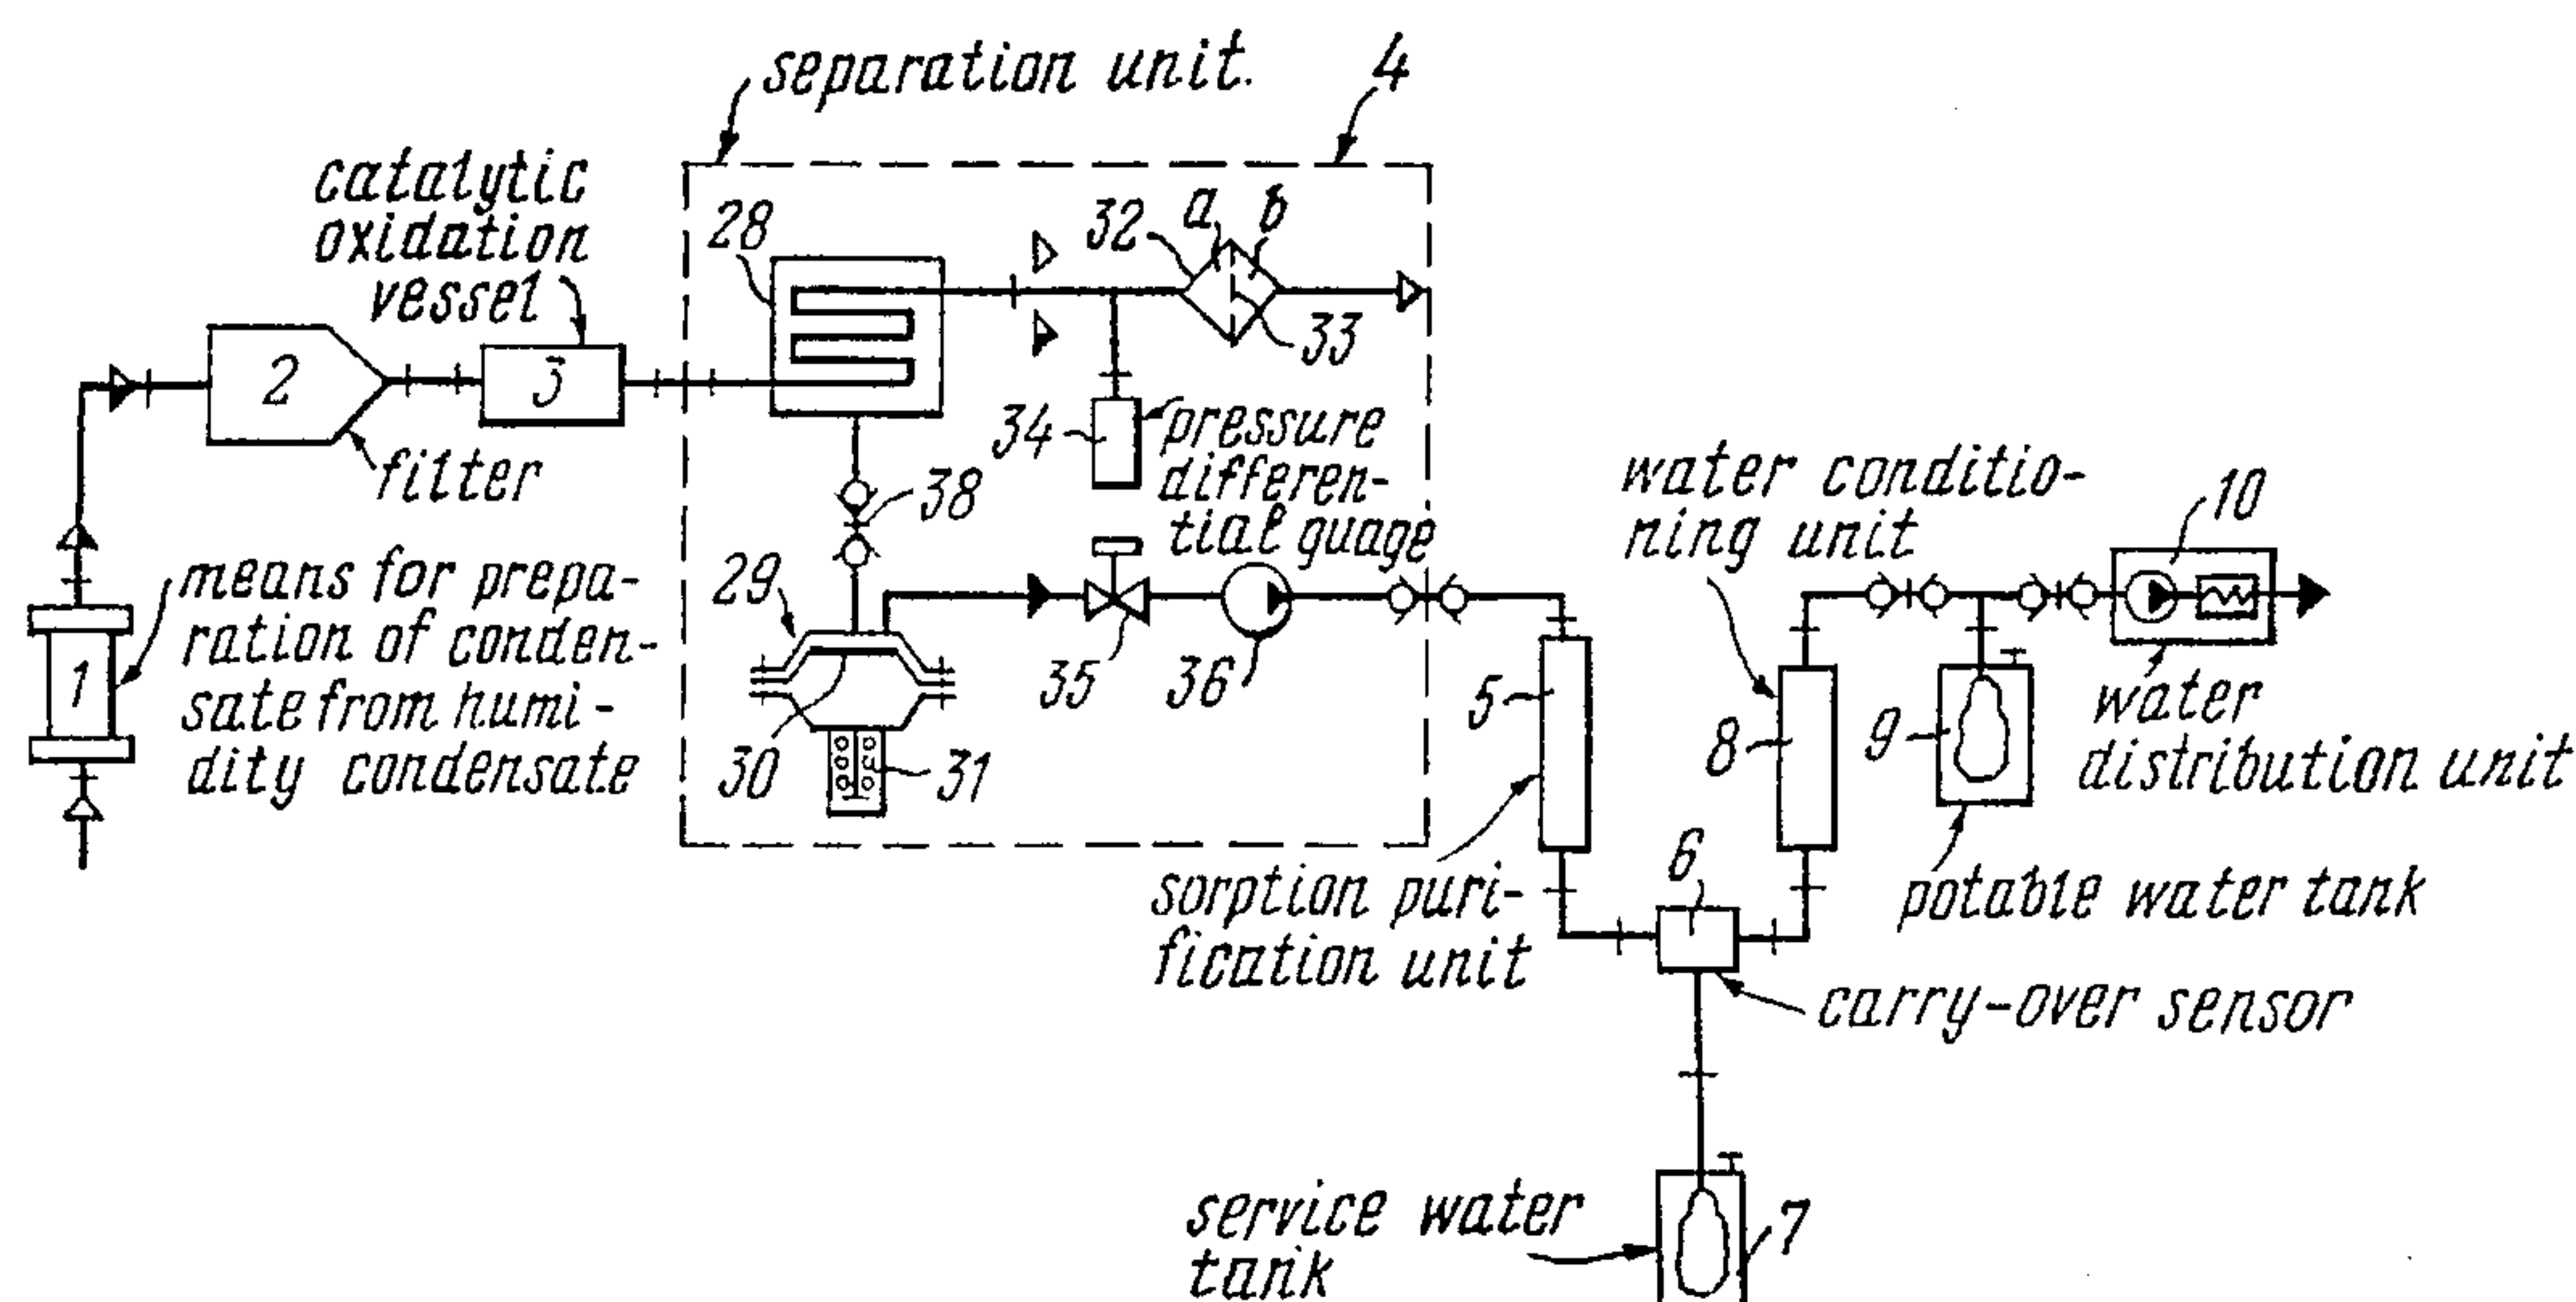 separation unit.
4
catalytic
oxidation
vessel
28
32
a
b
33
2
3
filter
34
pressure
differen-
tial guage
38
1
means for prepa-
ration of conden-
sate from humi-
dity condensate
29
30
31
35
36
5
sorption puri-
fication unit
water conditio-
ning unit
8
10
9
water
distribution unit
potable water tank
6
carry-over sensor
service water
tank
7